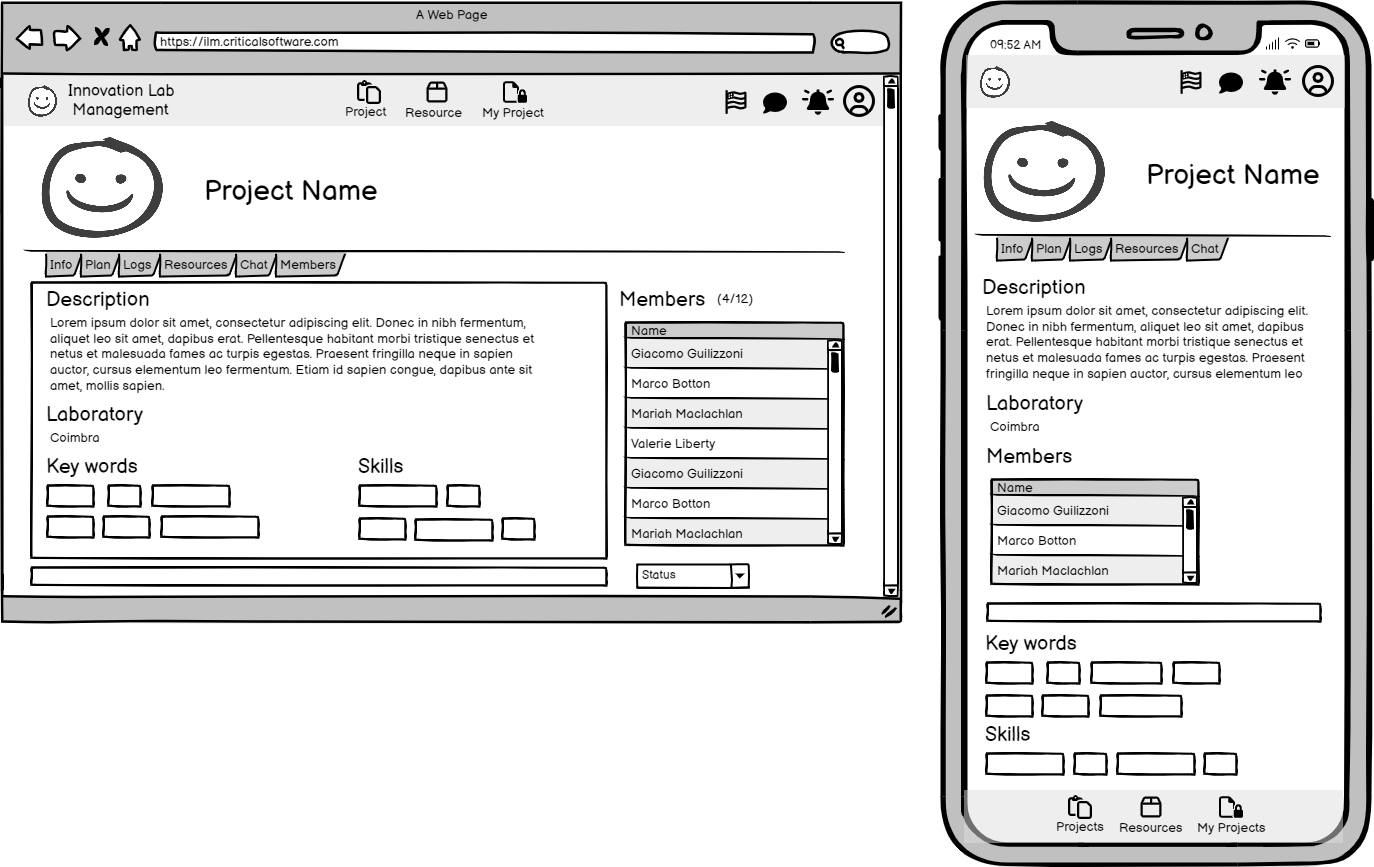 A Web Page
https://ilm.criticalsoftware.com
Innovation Lab
Management
Project
Resource
My Project
Project Name
Info
Plan
Logs
Resources
Chat
Members
Description
Lorem ipsum dolor sit amet, consectetur adipiscing elit. Donec in nibh fermentum,
aliquet leo sit amet, dapibus erat. Pellentesque habitant morbi tristique senectus et
netus et malesuada fames ac turpis egestas. Praesent fringilla neque in sapien
auctor, cursus elementum leo fermentum. Etiam id sapien congue, dapibus ante sit
amet, mollis sapien.
Laboratory
Coimbra
Key words
Skills
Members (4/12)
Name
Giacomo Guilizzoni
Marco Botton
Mariah Maclachlan
Valerie Liberty
Giacomo Guilizzoni
Marco Botton
Mariah Maclachlan
Status
09:52 AM
Project Name
Info
Plan
Logs
Resources
Chat
Description
Lorem ipsum dolor sit amet, consectetur adipiscing elit.
Donec in nibh fermentum, aliquet leo sit amet, dapibus
erat. Pellentesque habitant morbi tristique senectus et
netus et malesuada fames ac turpis egestas. Praesent
fringilla neque in sapien auctor, cursus elementum leo
Laboratory
Coimbra
Members
Name
Giacomo Guilizzoni
Marco Botton
Mariah Maclachlan
Key words
Skills
Projects
Resources
My Projects